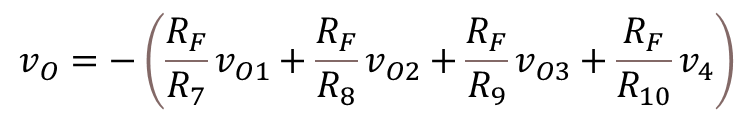 v_O = − (R_F/R_7 v_O1 + R_F/R_8 v_O2 + R_F/R_9 v_O3 + R_F/R_10 v_4)